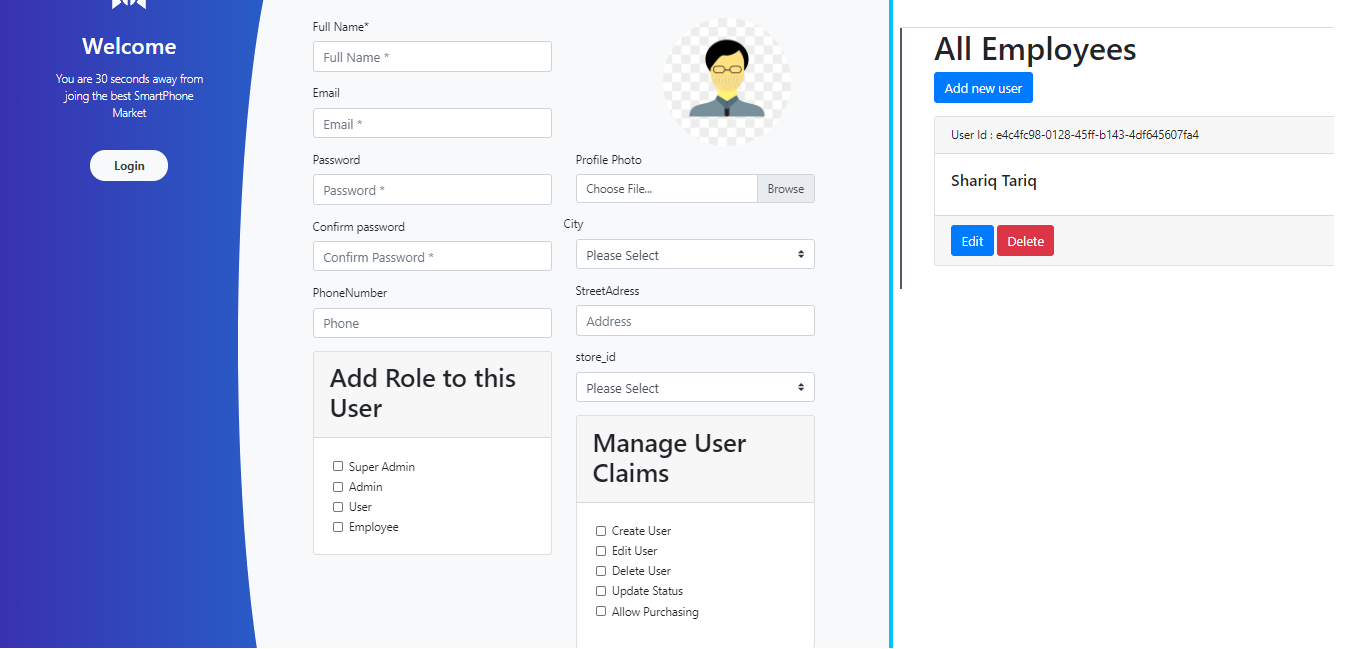 Welcome
You are 30 seconds away from
joing the best SmartPhone
Market
Login
Full Name*
Full Name *
Email
Email *
Password
Password *
Confirm password
Confirm Password *
PhoneNumber
Phone
Add Role to this
User
Super Admin
Admin
User
Employee
Profile Photo
Choose File...
Browse
City
Please Select
StreetAdress
Address
store_id
Please Select
Manage User
Claims
Create User
Edit User
Delete User
Update Status
Allow Purchasing
All Employees
Add new user
User Id : e4c4fc98-0128-45ff-b143-4df645607fa4
Shariq Tariq
Edit
Delete